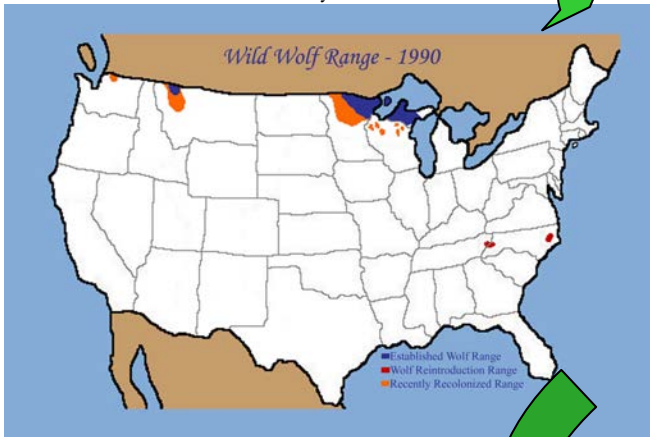 Wild Wolf Range - 1990
Established Wolf Range
Wolf Reintroduction Range
Recently Recolonized Range